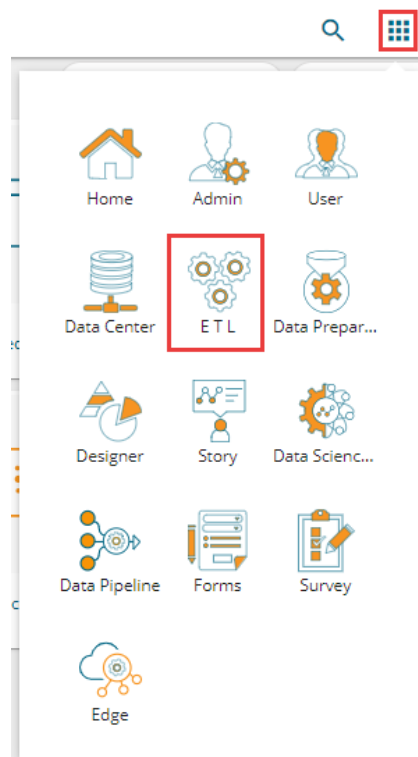 Home Admin User
Data Center E T L Data Prepar...
Designer Story Data Scienc...
Data Pipeline Forms Survey
Edge